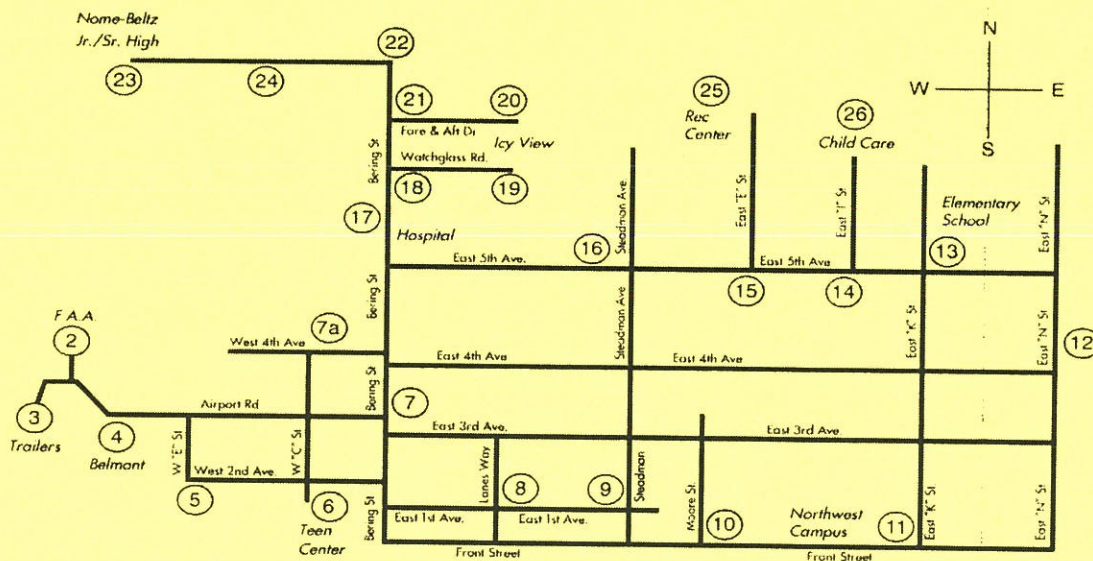 Nome-Beltz
Jr./Sr. High
22
23
24
N
W
E
S
21
20
Fore & Aft Dr
Icy View
Watchglass Rd.
18
19
Bering St
17
Hospital
25
Rec
Center
26
Child Care
Elementary
School
13
East "E" St
East "I" St
East "K" St
East "N" St
Steadman Ave
16
East 5th Ave.
East 5th Ave
15
14
Bering St
Steadman Ave
East "K" St
East "N" St
12
F.A.A.
2
7a
West 4th Ave
East 4th Ave
East 4th Ave
3
Trailers
4
Belmont
Airport Rd
Bering St
7
East 3rd Ave.
East 3rd Ave.
W "E" St
W "C" St
West 2nd Ave.
5
6
Teen
Center
Lanes Way
8
9
Steadman
Moore St.
10
Northwest
Campus
11
East "K" St
East "N" St
Bering St
East 1st Ave.
East 1st Ave.
Front Street
Front Street